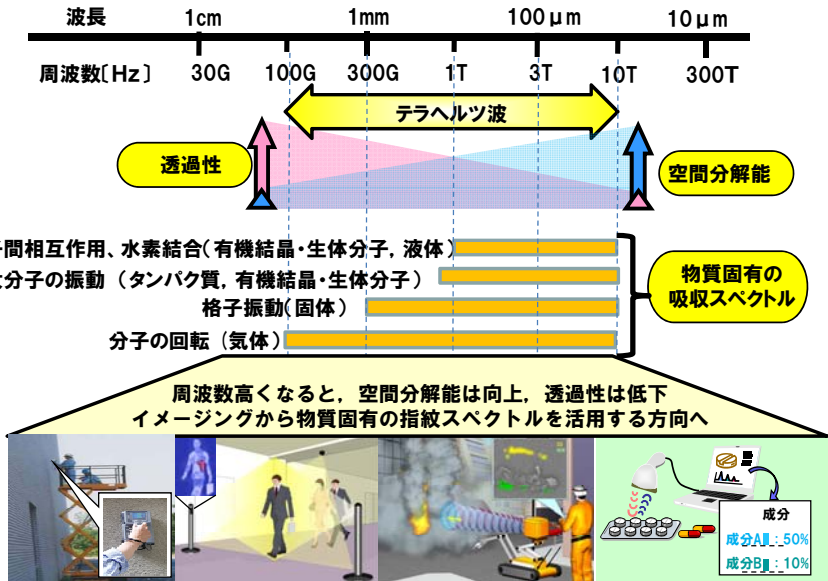 波長 1cm 1mm 100μm 10μm
周波数〔Hz〕 30G 100G 300G 1T 3T 10T 300T
テラヘルツ波
透過性
空間分解能
間相互作用、水素結合(有機結晶・生体分子，液体)
分子の振動 (タンパク質，有機結晶・生体分子)
格子振動(固体)
分子の回転 (気体)
物質固有の
吸収スペクトル
周波数高くなると，空間分解能は向上，透過性は低下
イメージングから物質固有の指紋スペクトルを活用する方向へ
成分
成分A：50%
成分B：10%